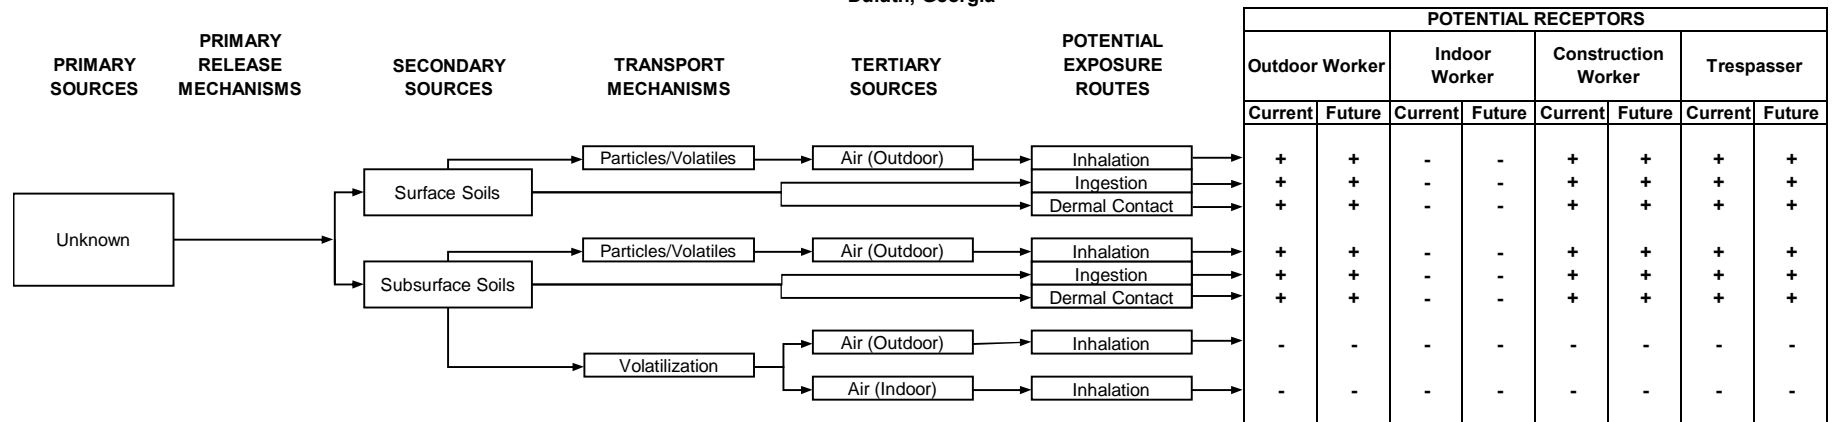 POTENTIAL RECEPTORS
PRIMARY SOURCES
PRIMARY RELEASE MECHANISMS
SECONDARY SOURCES
TRANSPORT MECHANISMS
TERTIARY SOURCES
POTENTIAL EXPOSURE ROUTES
Outdoor Worker
Indoor Worker
Construction Worker
Trespasser
Current Future Current Future Current Future Current Future
Particles/Volatiles Air (Outdoor) Inhalation + + - - + + + +
Surface Soils Ingestion + + - - + + + +
Dermal Contact + + - - + + + +
Unknown
Particles/Volatiles Air (Outdoor) Inhalation + + - - + + + +
Subsurface Soils Ingestion + + - - + + + +
Dermal Contact + + - - + + + +
Air (Outdoor) Inhalation - - - - - - - -
Volatilization
Air (Indoor) Inhalation - - - - - - - -